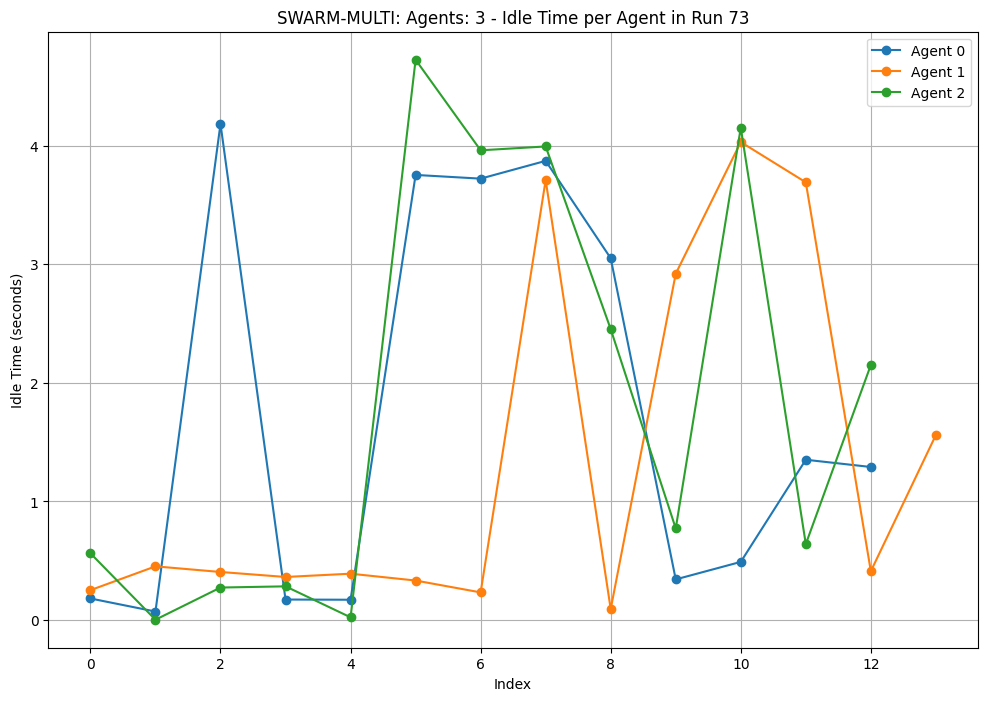 SWARM-MULTI: Agents: 3 - Idle Time per Agent in Run 73
Agent 0
Agent 1
Agent 2
Idle Time (seconds)
4
3
2
1
0
0 2 4 6 8 10 12
Index